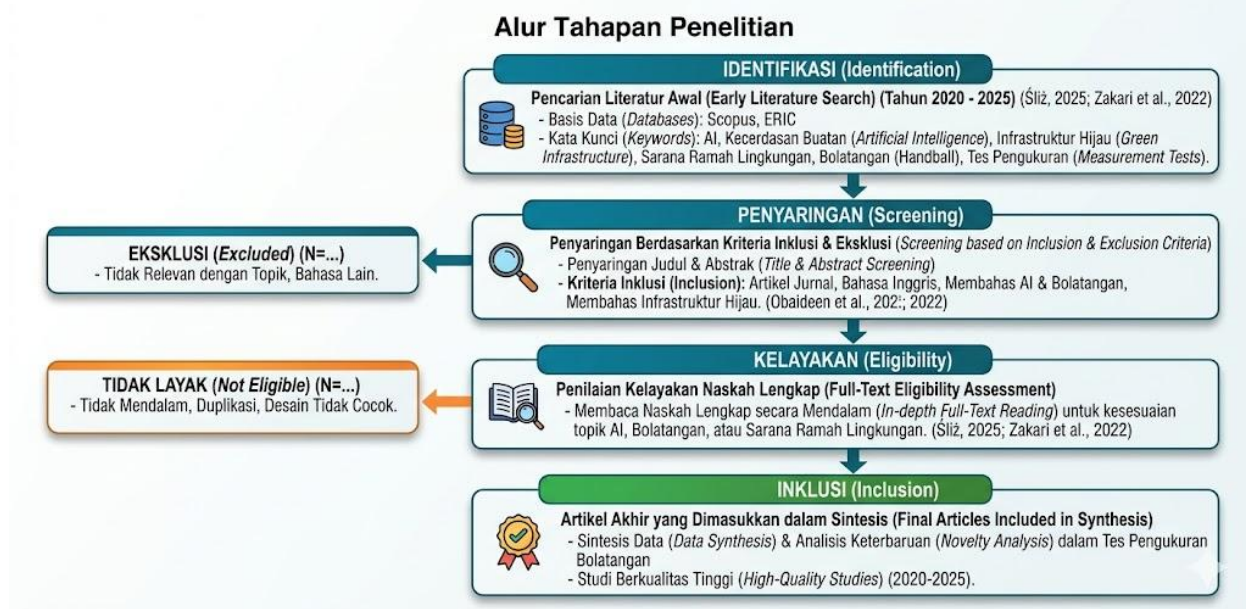 Alur Tahapan Penelitian
IDENTIFIKASI (Identification)
Pencarian Literatur Awal (Early Literature Search) (Tahun 2020 - 2025) (Śliż, 2025; Zakari et al., 2022)
- Basis Data (Databases): Scopus, ERIC
- Kata Kunci (Keywords): AI, Kecerdasan Buatan (Artificial Intelligence), Infrastruktur Hijau (Green
Infrastructure), Sarana Ramah Lingkungan, Bolatangan (Handball), Tes Pengukuran (Measurement Tests).
PENYARINGAN (Screening)
Penyaringan Berdasarkan Kriteria Inklusi & Eksklusi (Screening based on Inclusion & Exclusion Criteria)
- Penyaringan Judul & Abstrak (Title & Abstract Screening)
- Kriteria Inklusi (Inclusion): Artikel Jurnal, Bahasa Inggris, Membahas AI & Bolatangan,
Membahas Infrastruktur Hijau. (Obaideen et al., 2022)
EKSKLUSI (Excluded) (N=...)
- Tidak Relevan dengan Topik, Bahasa Lain.
KELAYAKAN (Eligibility)
Penilaian Kelayakan Naskah Lengkap (Full-Text Eligibility Assessment)
- Membaca Naskah Lengkap secara Mendalam (In-depth Full-Text Reading) untuk kesesuaian
topik AI, Bolatangan, atau Sarana Ramah Lingkungan. (Śliż, 2025; Zakari et al., 2022)
TIDAK LAYAK (Not Eligible) (N=...)
- Tidak Mendalam, Duplikasi, Desain Tidak Cocok.
INKLUSI (Inclusion)
Artikel Akhir yang Dimasukkan dalam Sintesis (Final Articles Included in Synthesis)
- Sintesis Data (Data Synthesis) & Analisis Keterbaruan (Novelty Analysis) dalam Tes Pengukuran
Bolatangan
- Studi Berkualitas Tinggi (High-Quality Studies) (2020-2025).